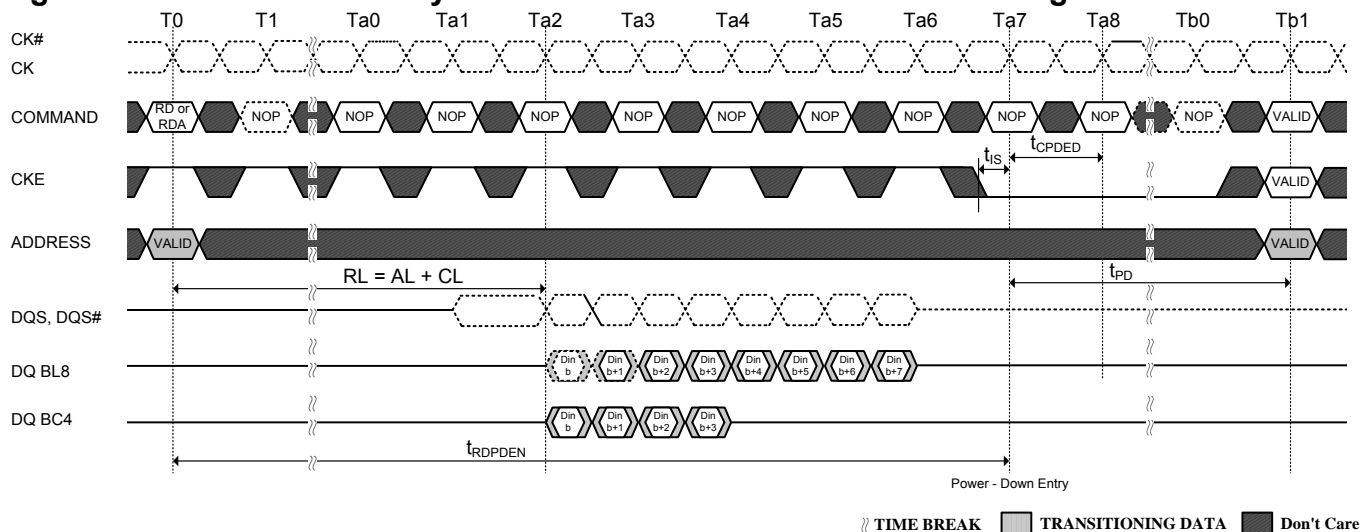 T0 T1 Ta0 Ta1 Ta2 Ta3 Ta4 Ta5 Ta6 Ta7 Ta8 Tb0 Tb1
CK#
CK
COMMAND
RD or
RDA
NOP NOP NOP NOP NOP NOP NOP NOP NOP NOP NOP VALID
tIS
tCPDED
CKE
VALID
ADDRESS
VALID VALID
RL = AL + CL
tPD
DQS, DQS#
DQ BL8
Din Din Din Din Din Din Din Din
b b+1 b+2 b+3 b+4 b+5 b+6 b+7
DQ BC4
Din Din Din Din
b b+1 b+2 b+3
tRDPDEN
Power - Down Entry
TIME BREAK TRANSITIONING DATA Don't Care